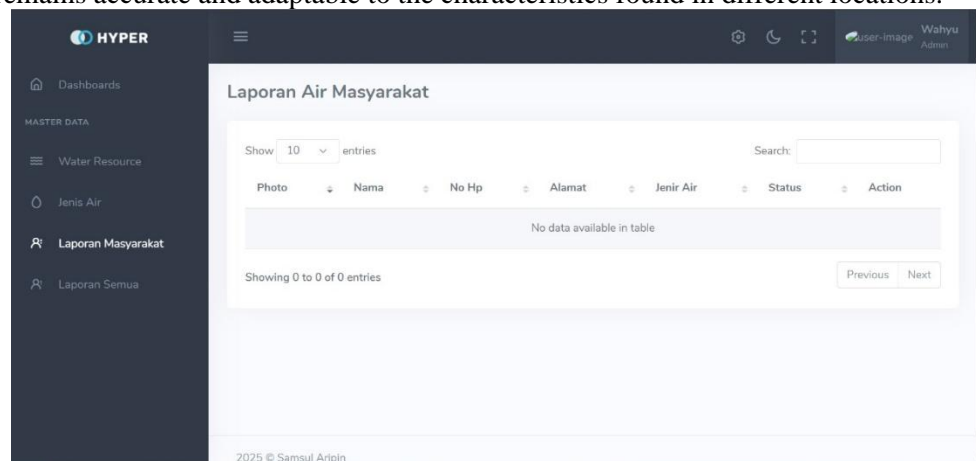 remains accurate and adaptable to the characteristics found in different locations.
HYPER
user-image
Wahyu
Admin
Dashboards
MASTER DATA
Water Resource
Jenis Air
Laporan Masyarakat
Laporan Semua
Laporan Air Masyarakat
Show 10 entries
Search:
Photo Nama No Hp Alamat Jenir Air Status Action
No data available in table
Showing 0 to 0 of 0 entries
Previous Next
2025 © Samsul Aripin